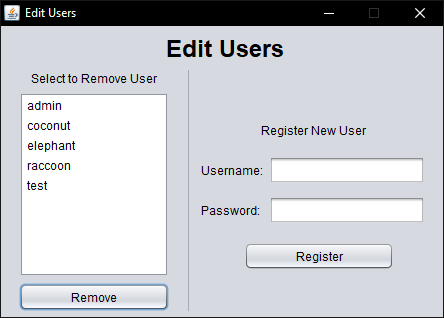 Edit Users
Edit Users
Select to Remove User
admin
coconut
elephant
raccoon
test
Remove
Register New User
Username:
Password:
Register